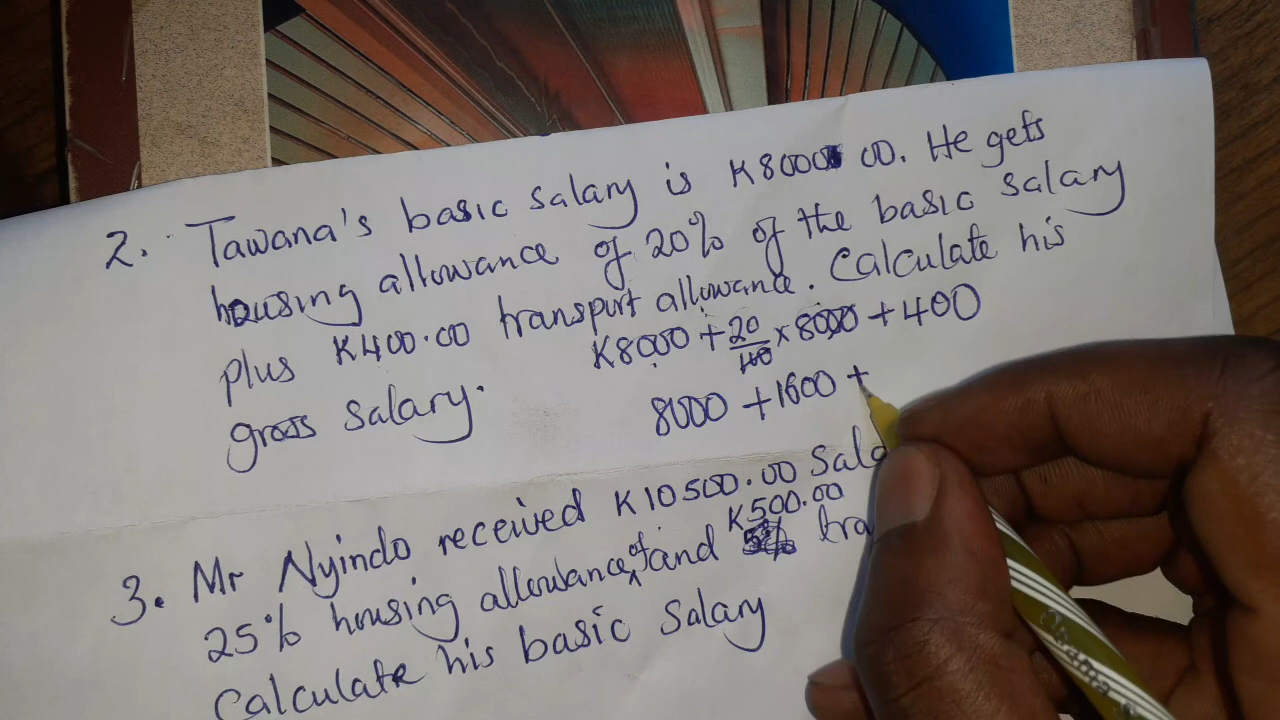 2. Tawana's basic salary is K8000 00. He gets
housing allowance of 20% of the basic salary
plus K400.00 transport allowance. Calculate his
gross salary.
K8000 + 20/100 x 8000 + 400
8000 + 1600 +
3. Mr Nyindo received K10500.00
25% housing allowance, of and K500.00
Calculate his basic salary